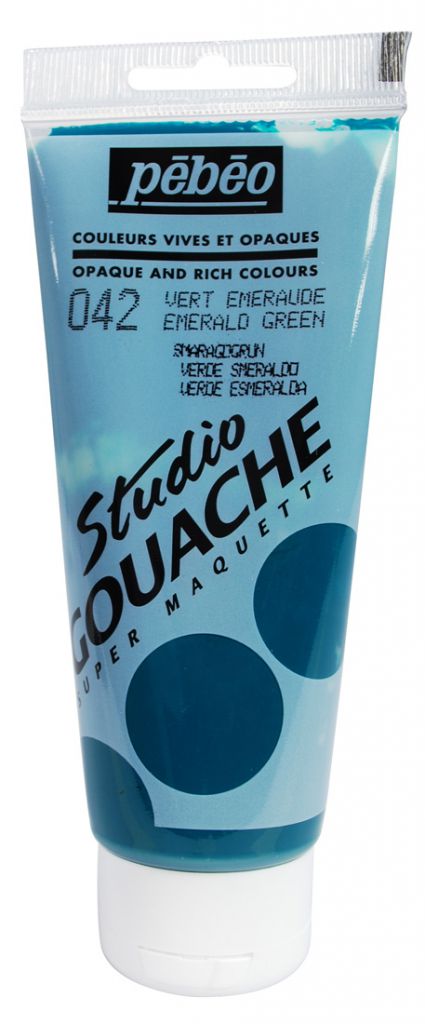 pēbēo
COULEURS VIVES ET OPAQUES
OPAQUE AND RICH COLOURS
042 VERT EMERAUDE
EMERALD GREEN
SMARAGDGRUN
VERDE SMERALDO
VERDE ESMERALDA
Studio
GOUACHE
SUPER MAQUETTE